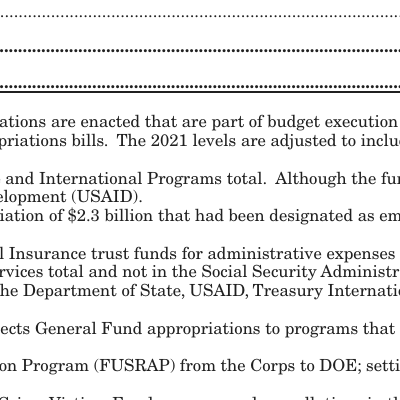 ations are enacted that are part of budget execution
priations bills. The 2021 levels are adjusted to inclu
and International Programs total. Although the fu
elopment (USAID).
iation of $2.3 billion that had been designated as em
l Insurance trust funds for administrative expenses
rvices total and not in the Social Security Administr
he Department of State, USAID, Treasury Internati
ects General Fund appropriations to programs that
on Program (FUSRAP) from the Corps to DOE; setti